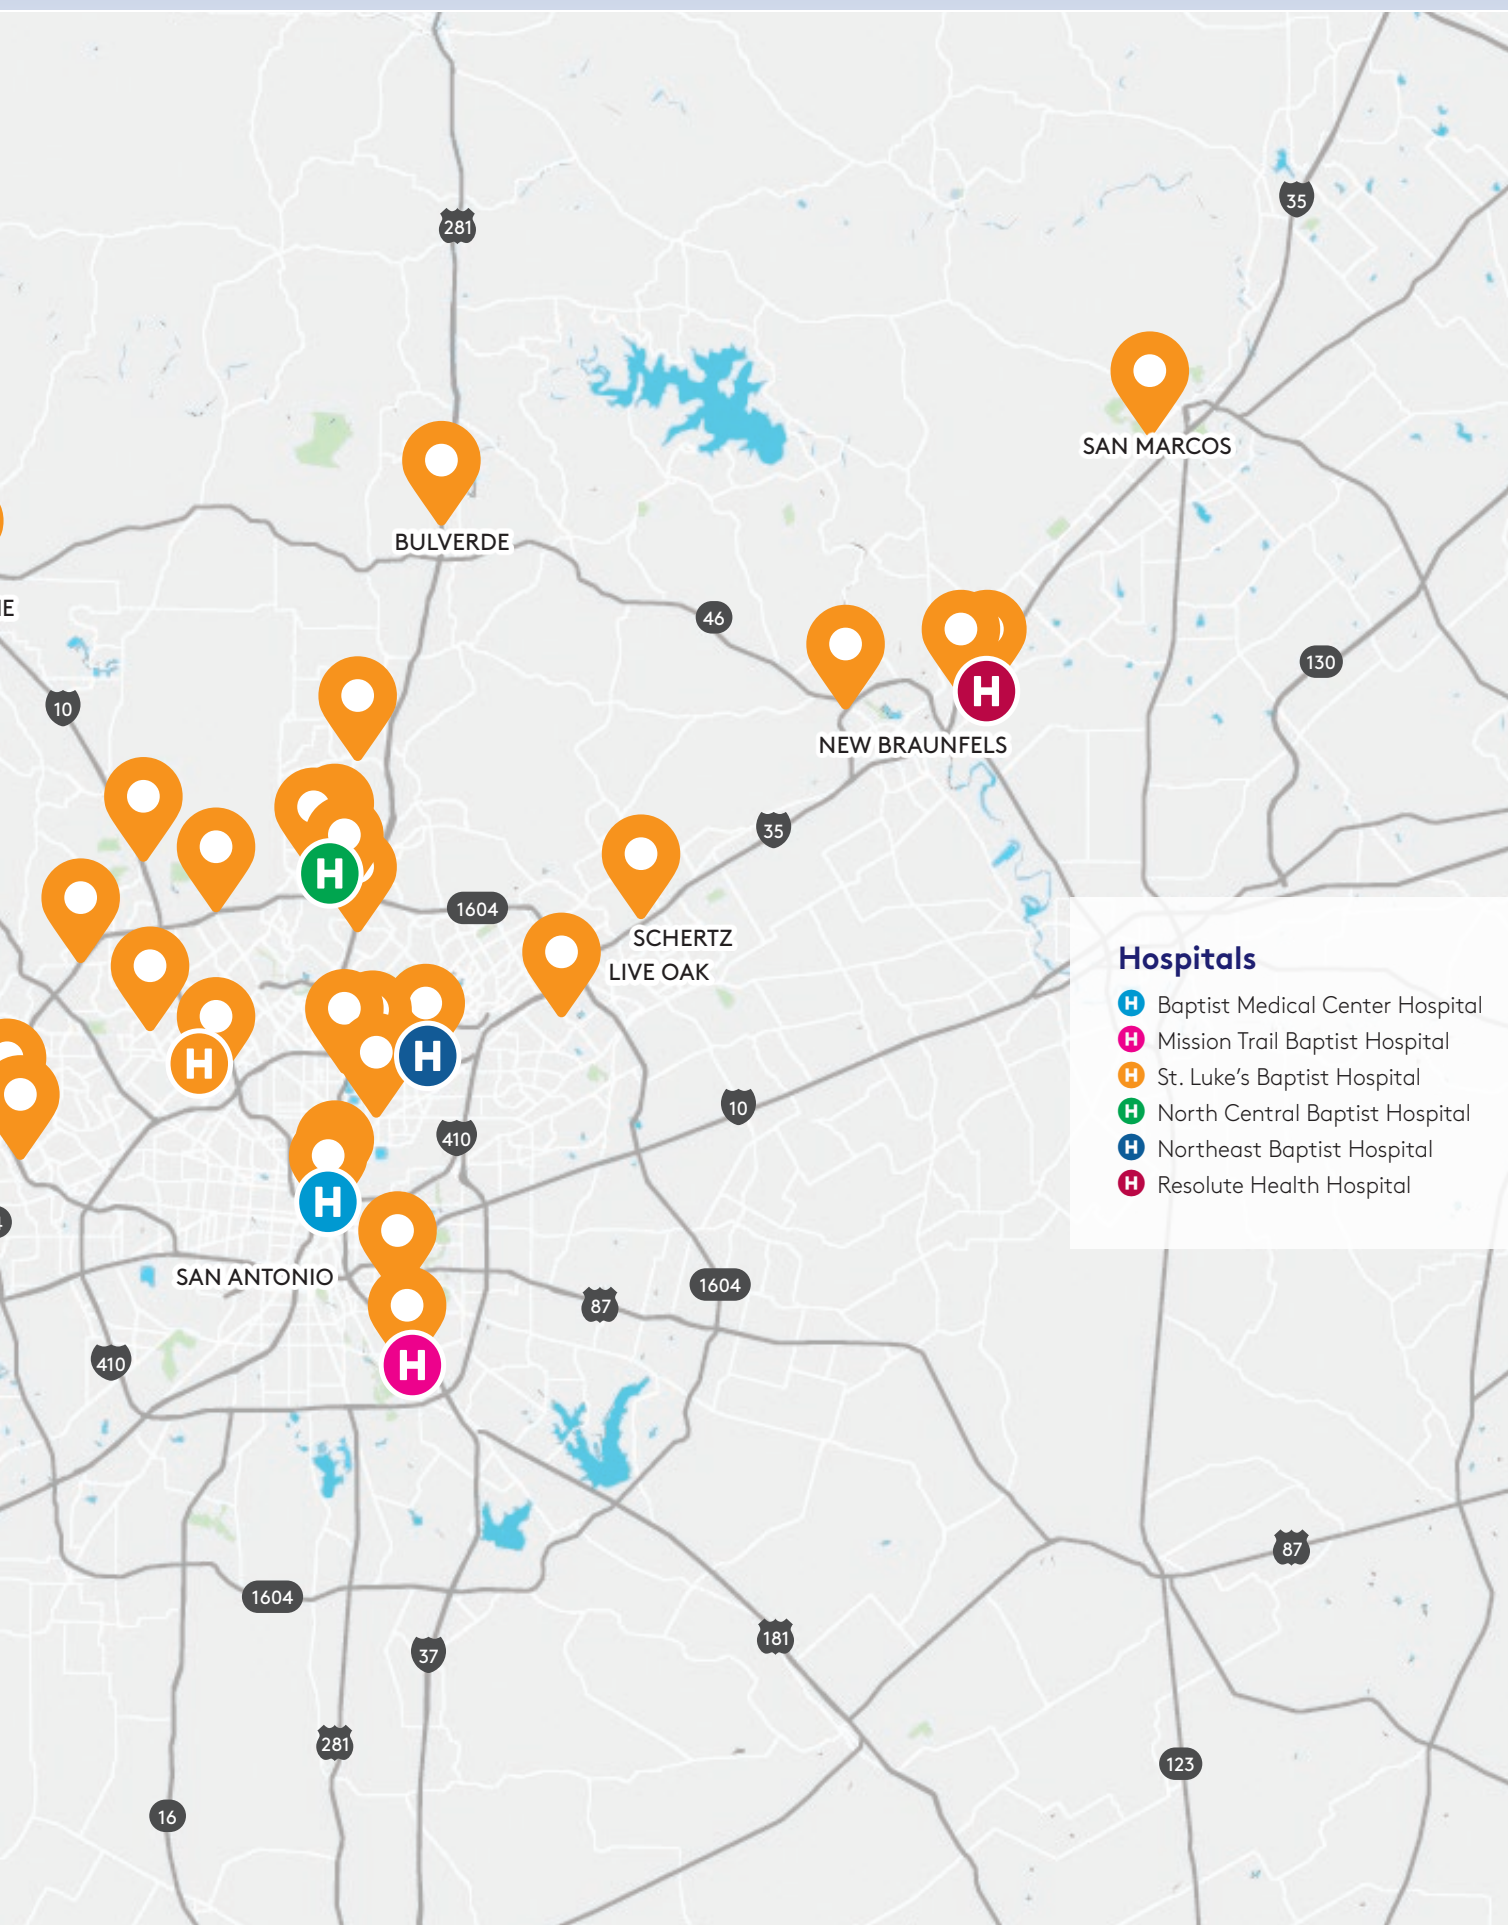 35
281
SAN MARCOS
BULVERDE
IE
46
130
10
NEW BRAUNFELS
H
35
H
1604
SCHERTZ
LIVE OAK
Hospitals
H Baptist Medical Center Hospital
H Mission Trail Baptist Hospital
H St. Luke's Baptist Hospital
H North Central Baptist Hospital
H Northeast Baptist Hospital
H Resolute Health Hospital
H
H
10
410
H
SAN ANTONIO
1604
87
410
H
87
1604
181
37
281
123
16